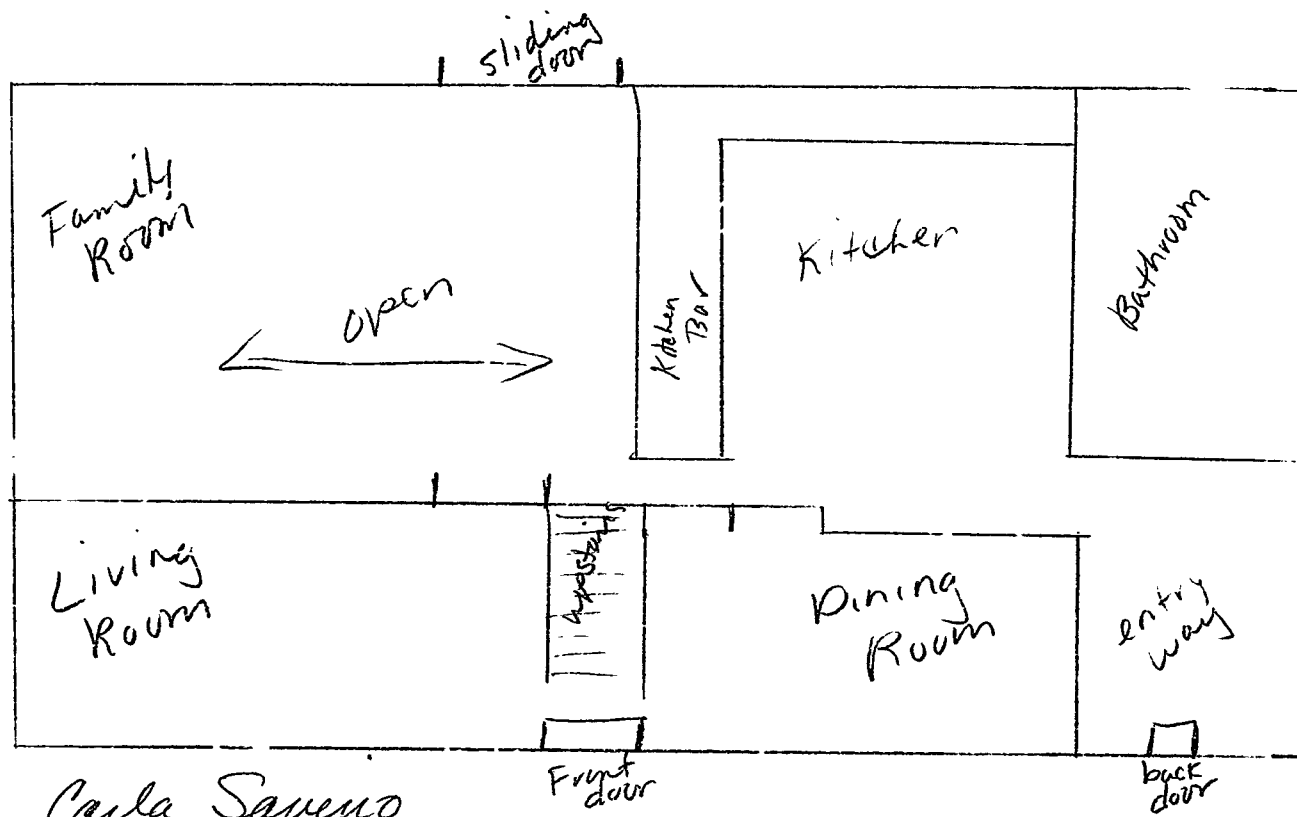 sliding
door
Family
Room
open
Kitchen
Bar
Kitchen
Bathroom
Living
Room
upstairs
Dining
Room
entry
way
Front
door
back
door
Carla